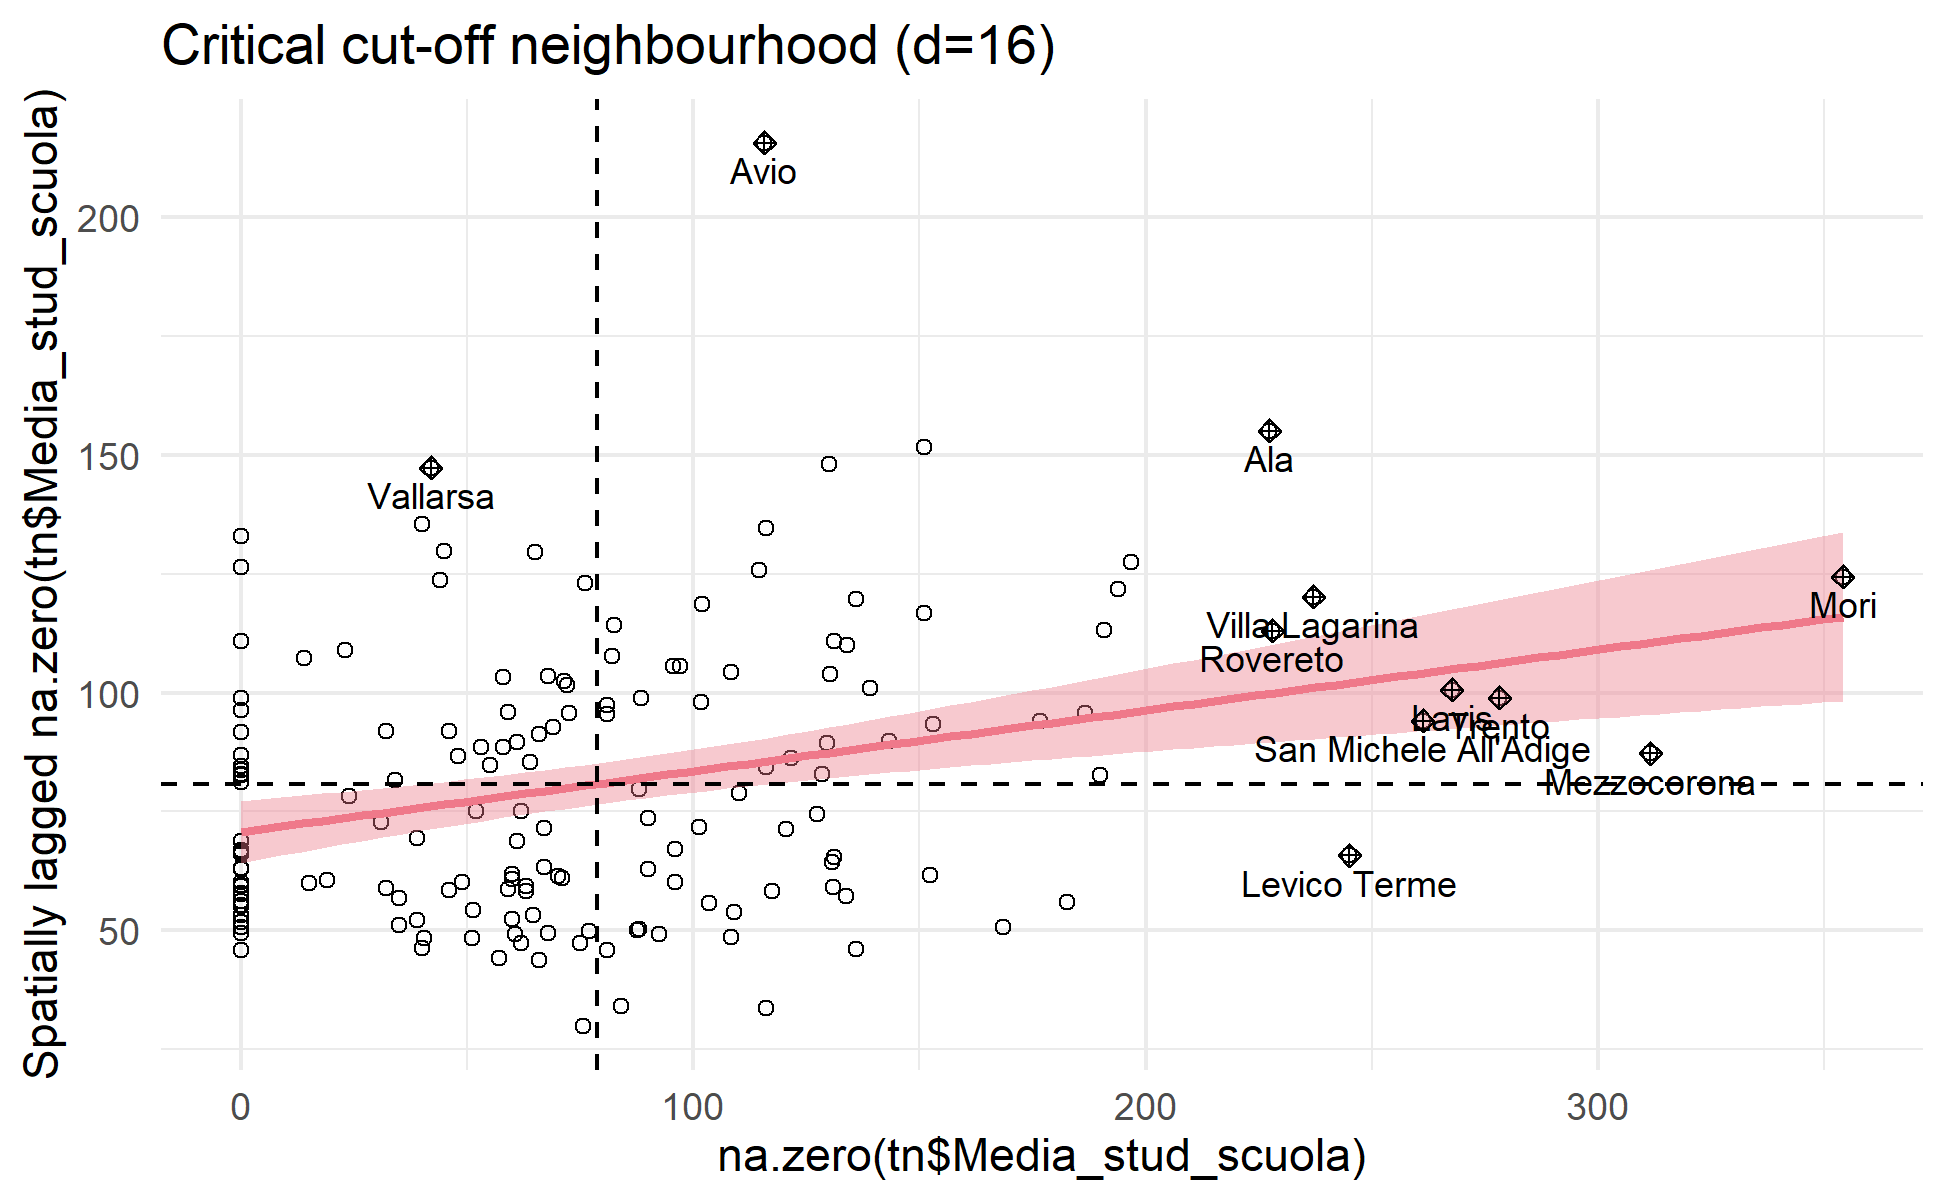 Critical cut-off neighbourhood (d=16)
Spatially lagged na.zero(tn$Media_stud_scuola)
200
150
100
50
Avio
Ala
Vallarsa
Mori
Villa Lagarina
Rovereto
Lavis
Trento
San Michele All'Adige
Mezzocorona
Levico Terme
0
100
200
300
na.zero(tn$Media_stud_scuola)